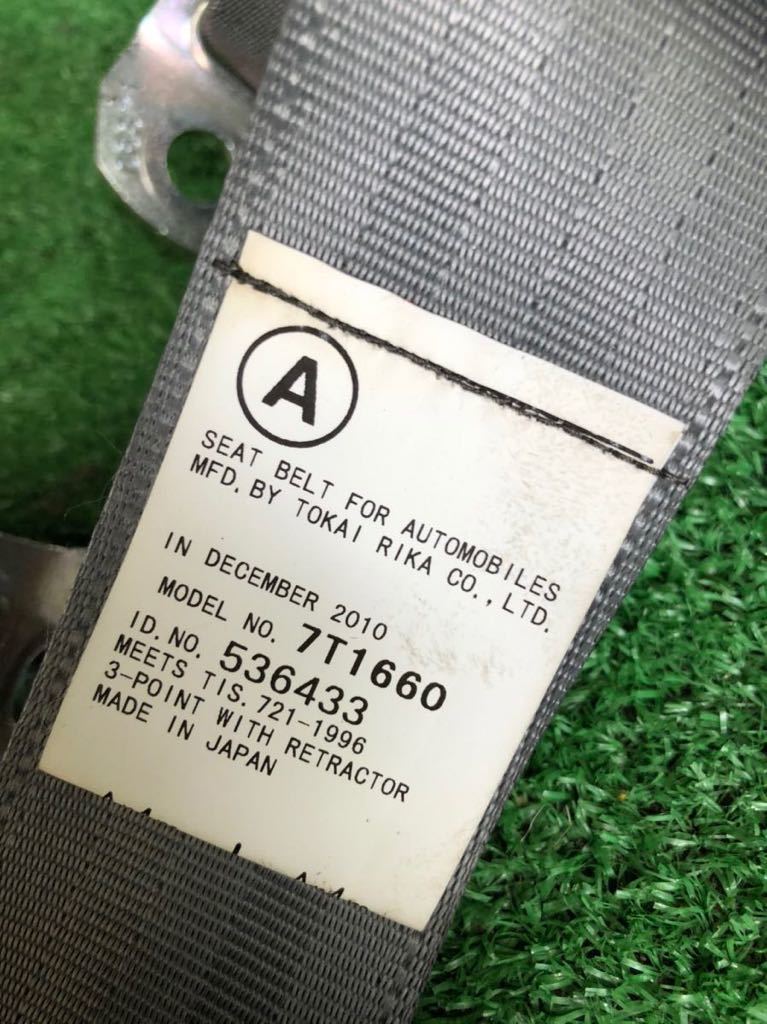 A
SEAT BELT FOR AUTOMOBILES
MFD. BY TOKAI RIKA CO., LTD.
IN DECEMBER 2010
MODEL NO. 7T1660
ID. NO. 536433
MEETS TIS. 721-1996
3-POINT WITH RETRACTOR
MADE IN JAPAN